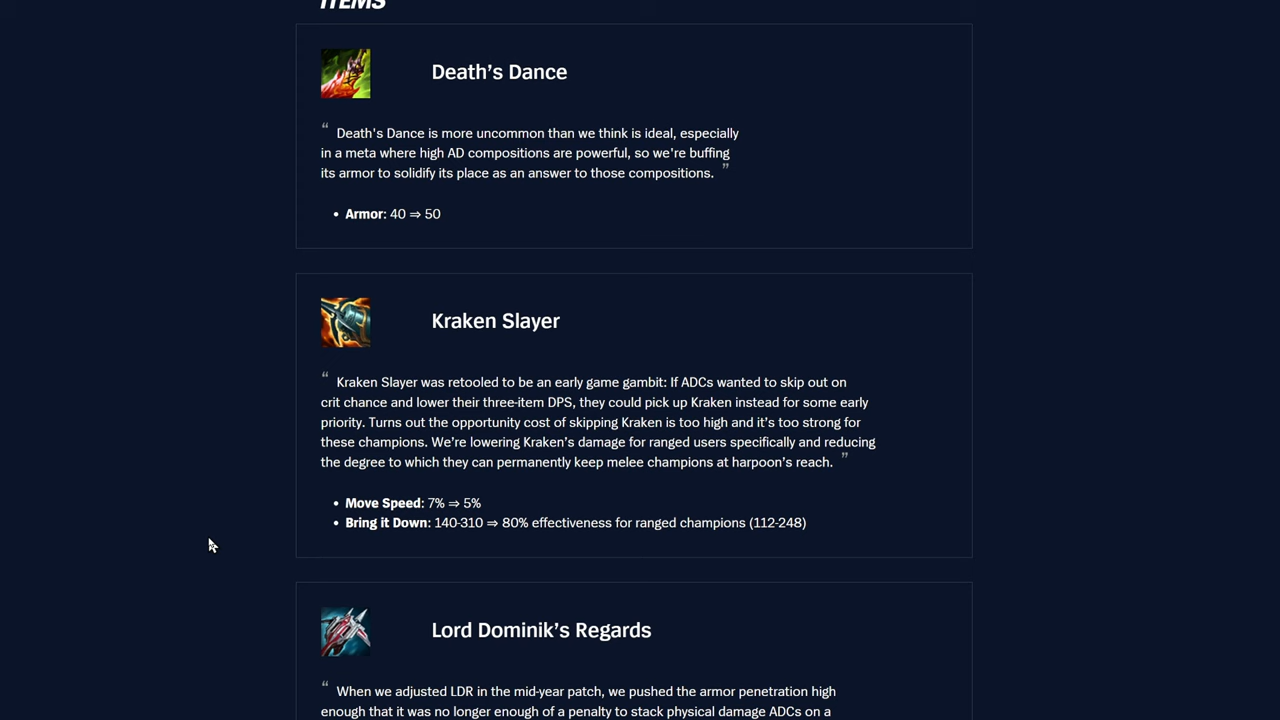 ITEMS
Death’s Dance
“ Death's Dance is more uncommon than we think is ideal, especially
in a meta where high AD compositions are powerful, so we're buffing
its armor to solidify its place as an answer to those compositions. ”
• Armor: 40 ⇒ 50
Kraken Slayer
“ Kraken Slayer was retooled to be an early game gambit: If ADCs wanted to skip out on
crit chance and lower their three-item DPS, they could pick up Kraken instead for some early
priority. Turns out the opportunity cost of skipping Kraken is too high and it's too strong for
these champions. We’re lowering Kraken’s damage for ranged users specifically and reducing
the degree to which they can permanently keep melee champions at harpoon’s reach. ”
• Move Speed: 7% ⇒ 5%
• Bring it Down: 140-310 ⇒ 80% effectiveness for ranged champions (112-248)
Lord Dominik’s Regards
“ When we adjusted LDR in the mid-year patch, we pushed the armor penetration high
enough that it was no longer enough of a penalty to stack physical damage ADCs on a